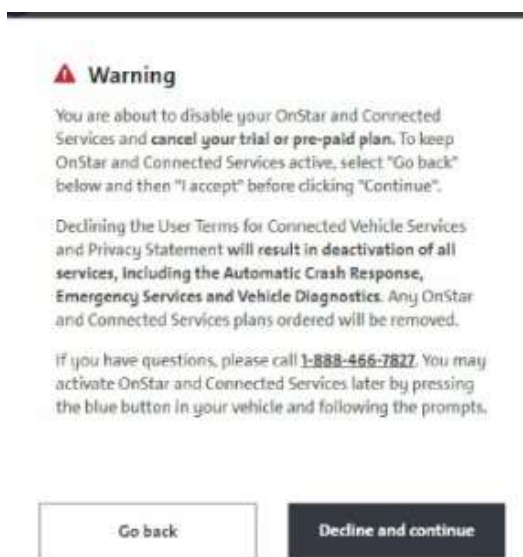 Warning
You are about to disable your OnStar and Connected
Services and cancel your trial or pre-paid plan. To keep
OnStar and Connected Services active, select "Go back"
below and then "I accept" before clicking "Continue".
Declining the User Terms for Connected Vehicle Services
and Privacy Statement will result in deactivation of all
services, Including the Automatic Crash Response,
Emergency Services and Vehicle Diagnostics. Any OnStar
and Connected Services plans ordered will be removed.
If you have questions, please call 1-888-466-7827. You may
activate OnStar and Connected Services later by pressing
the blue button in your vehicle and following the prompts.
Go back
Decline and continue